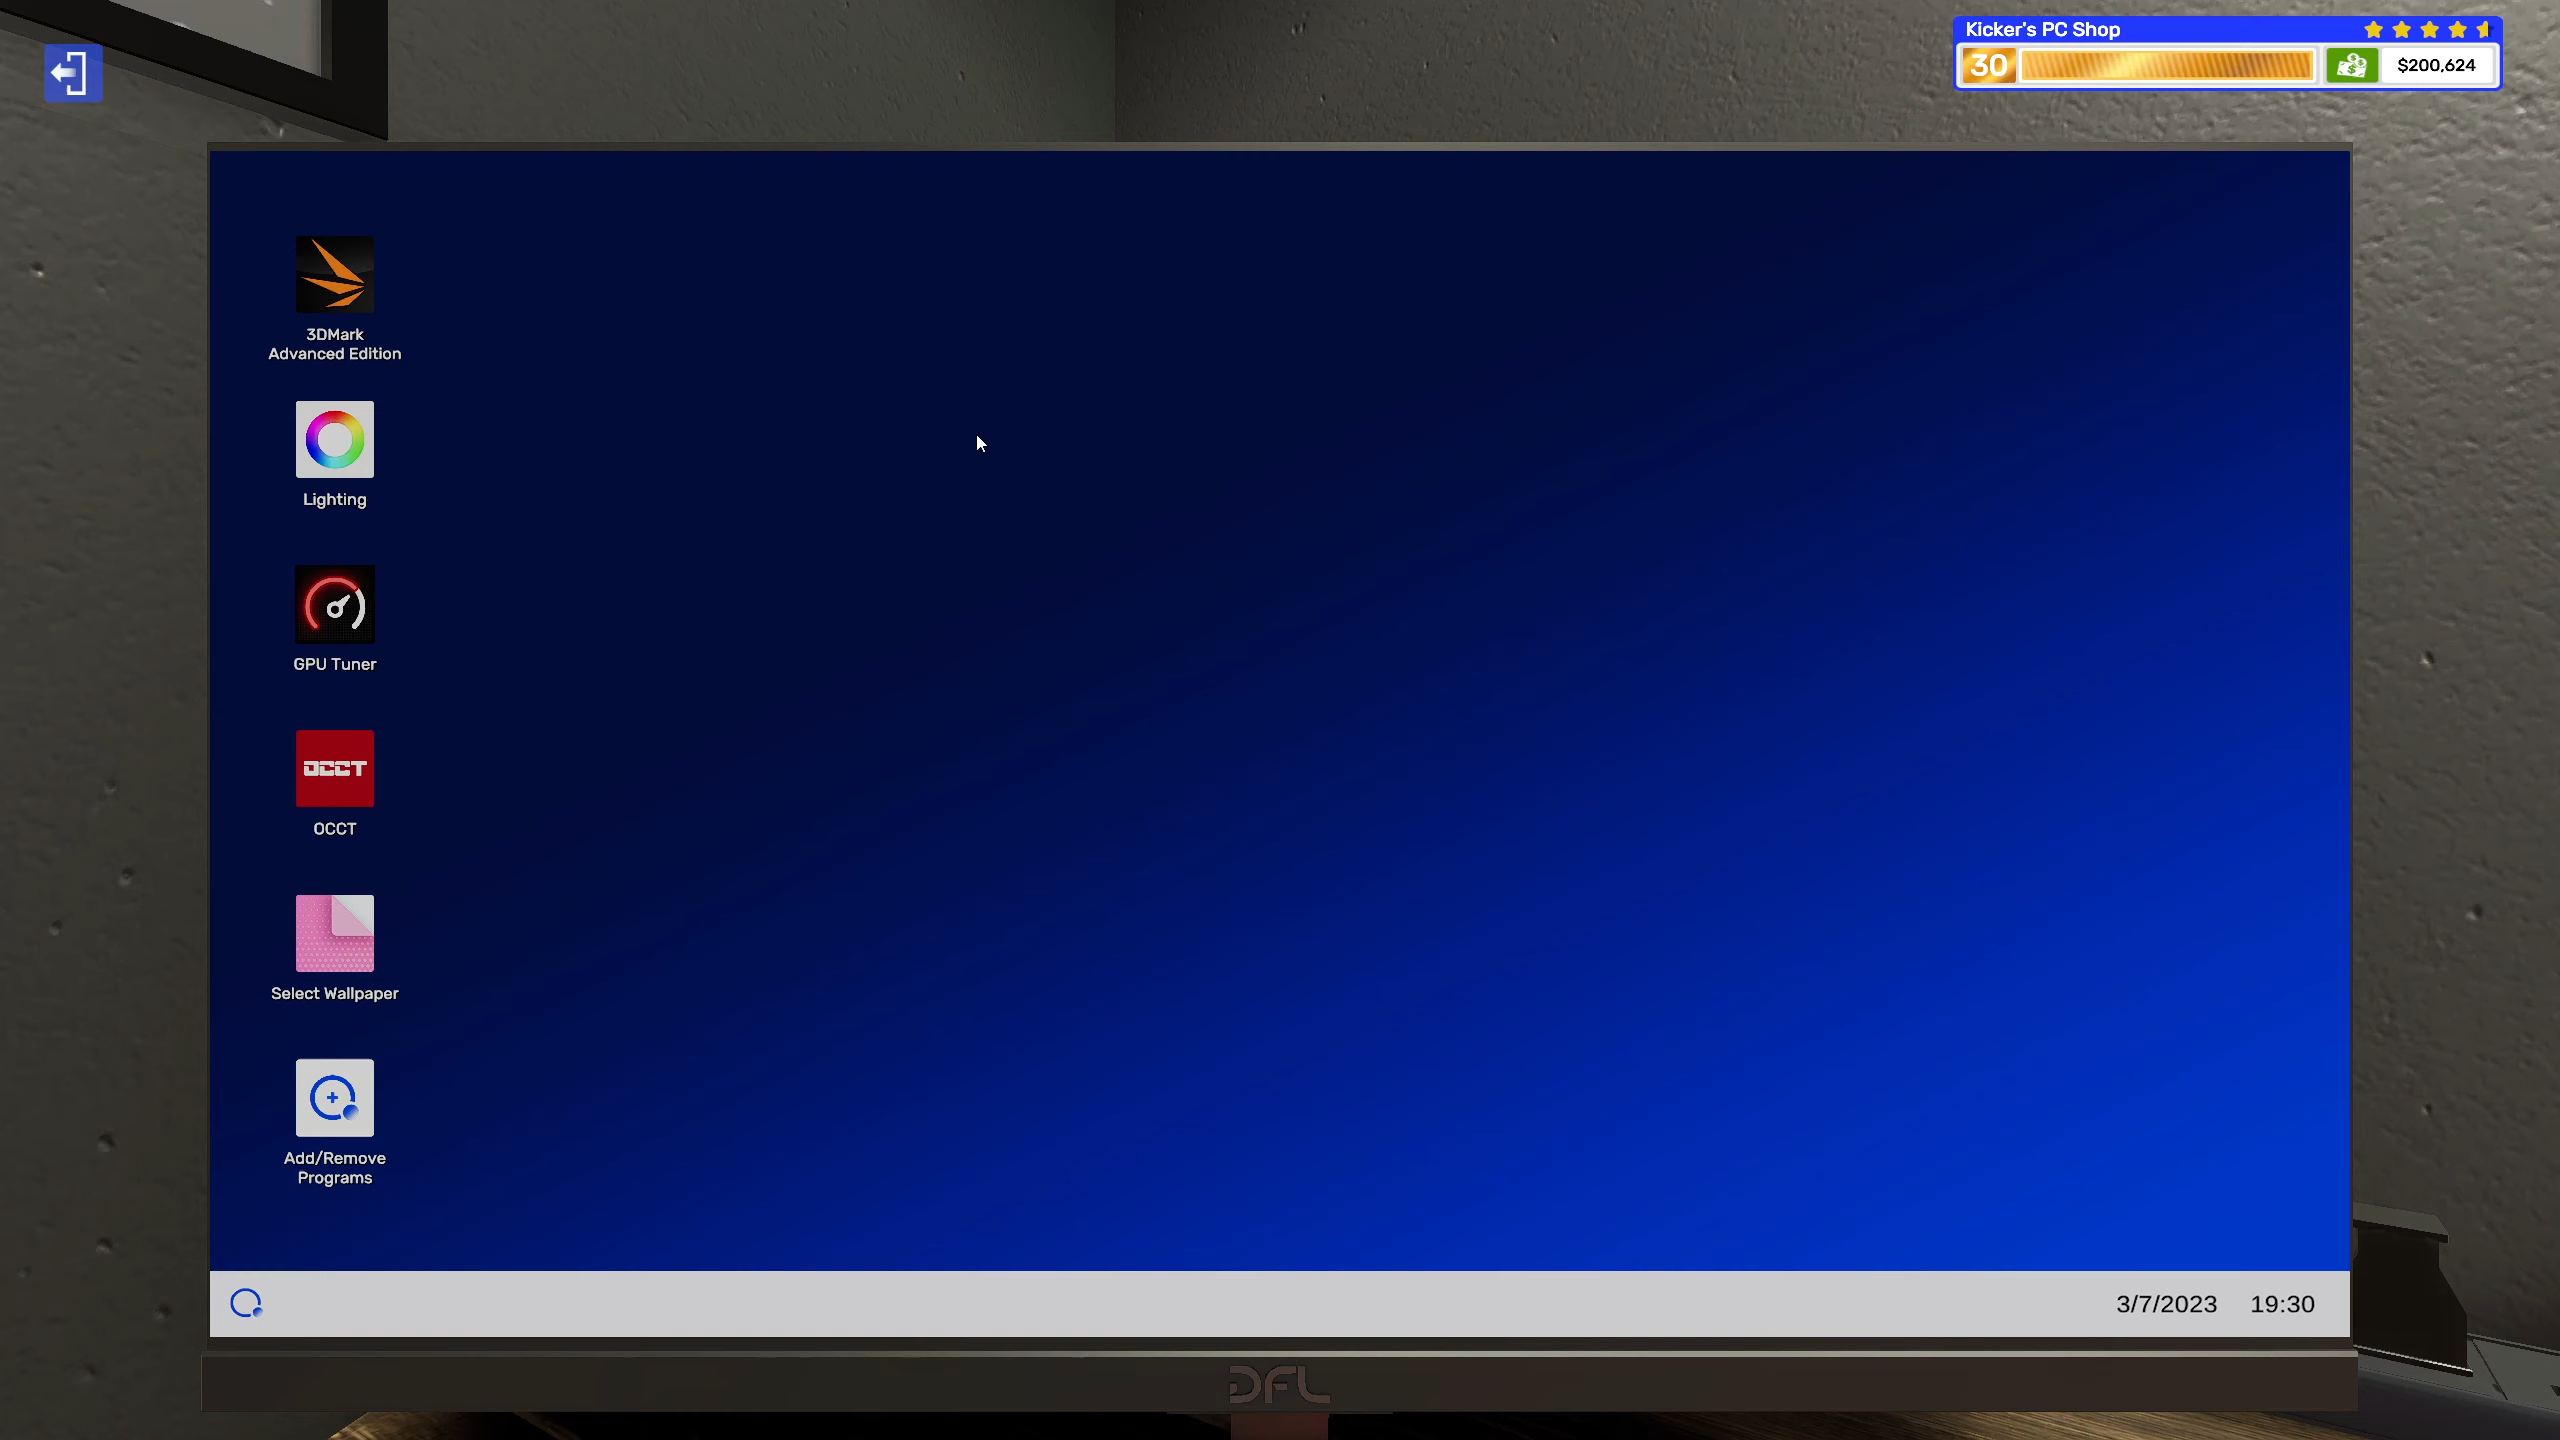 Kicker's PC Shop
30
$200,624
3DMark
Advanced Edition
Lighting
GPU Tuner
OCCT
OCCT
Select Wallpaper
Add/Remove
Programs
3/7/2023 19:30
DFL